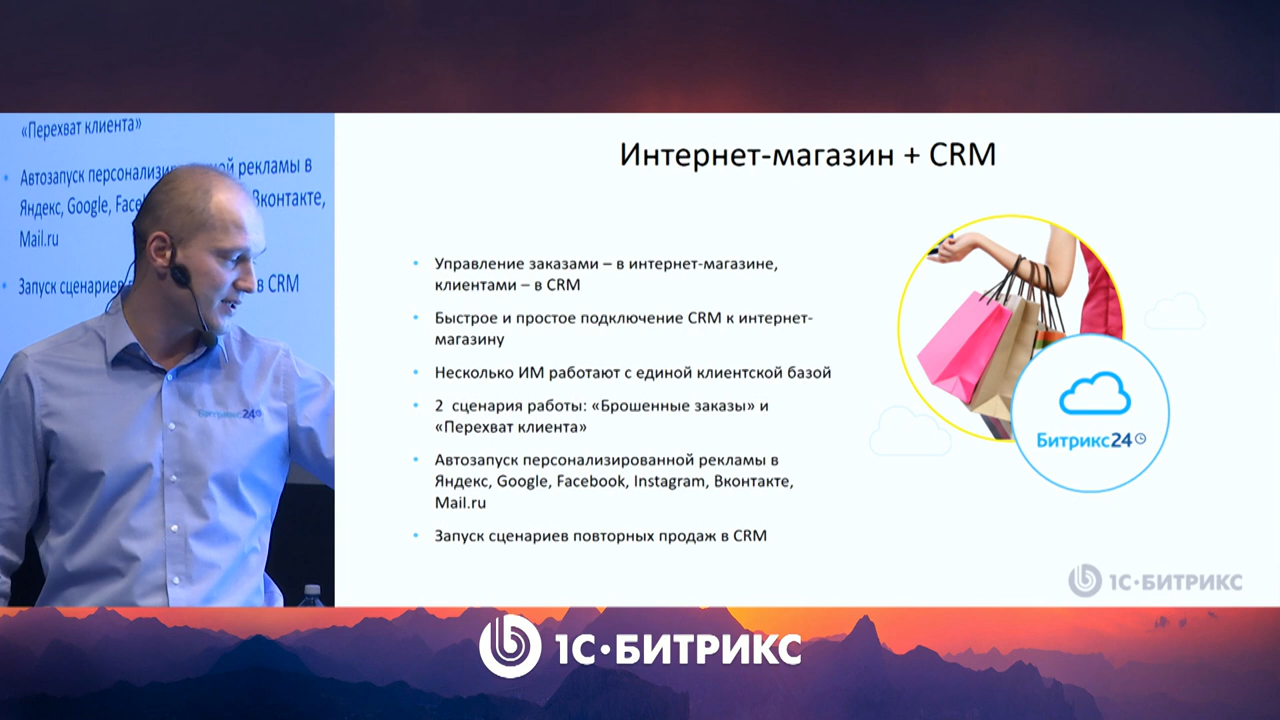 «Перехват клиента»
Автозапуск персонализированной рекламы в
Яндекс, Google, Вконтакте,
Mail.ru
Запуск сценариев в CRM
Битрикс24
Интернет-магазин + CRM
• Управление заказами – в интернет-магазине,
клиентами – в CRM
• Быстрое и простое подключение CRM к интернет-
магазину
• Несколько ИМ работают с единой клиентской базой
• 2 сценария работы: «Брошенные заказы» и
«Перехват клиента»
• Автозапуск персонализированной рекламы в
Яндекс, Google, Facebook, Instagram, Вконтакте,
Mail.ru
• Запуск сценариев повторных продаж в CRM
Битрикс24
1С·БИТРИКС
1С·БИТРИКС